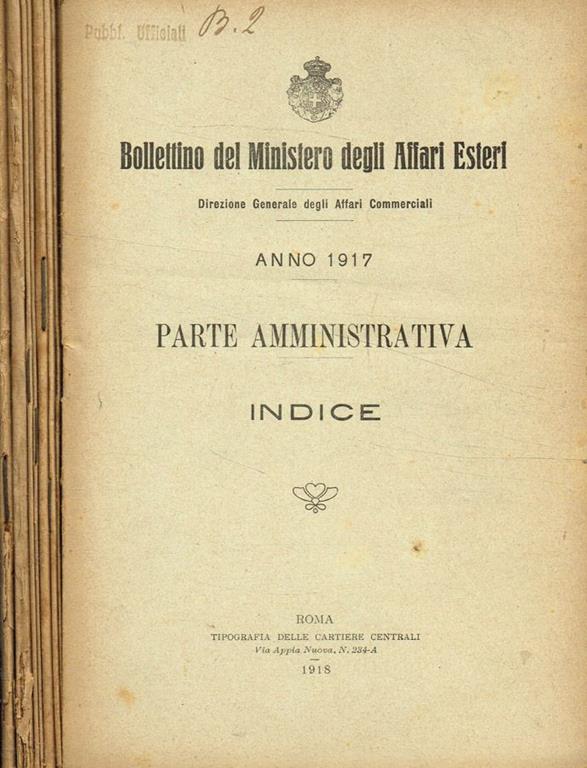 Pubbl. Ufficiali B. 2
Bollettino del Ministero degli Affari Esteri
Direzione Generale degli Affari Commerciali
ANNO 1917
PARTE AMMINISTRATIVA
INDICE
ROMA
TIPOGRAFIA DELLE CARTIERE CENTRALI
Via Appia Nuova, N. 234-A
1918